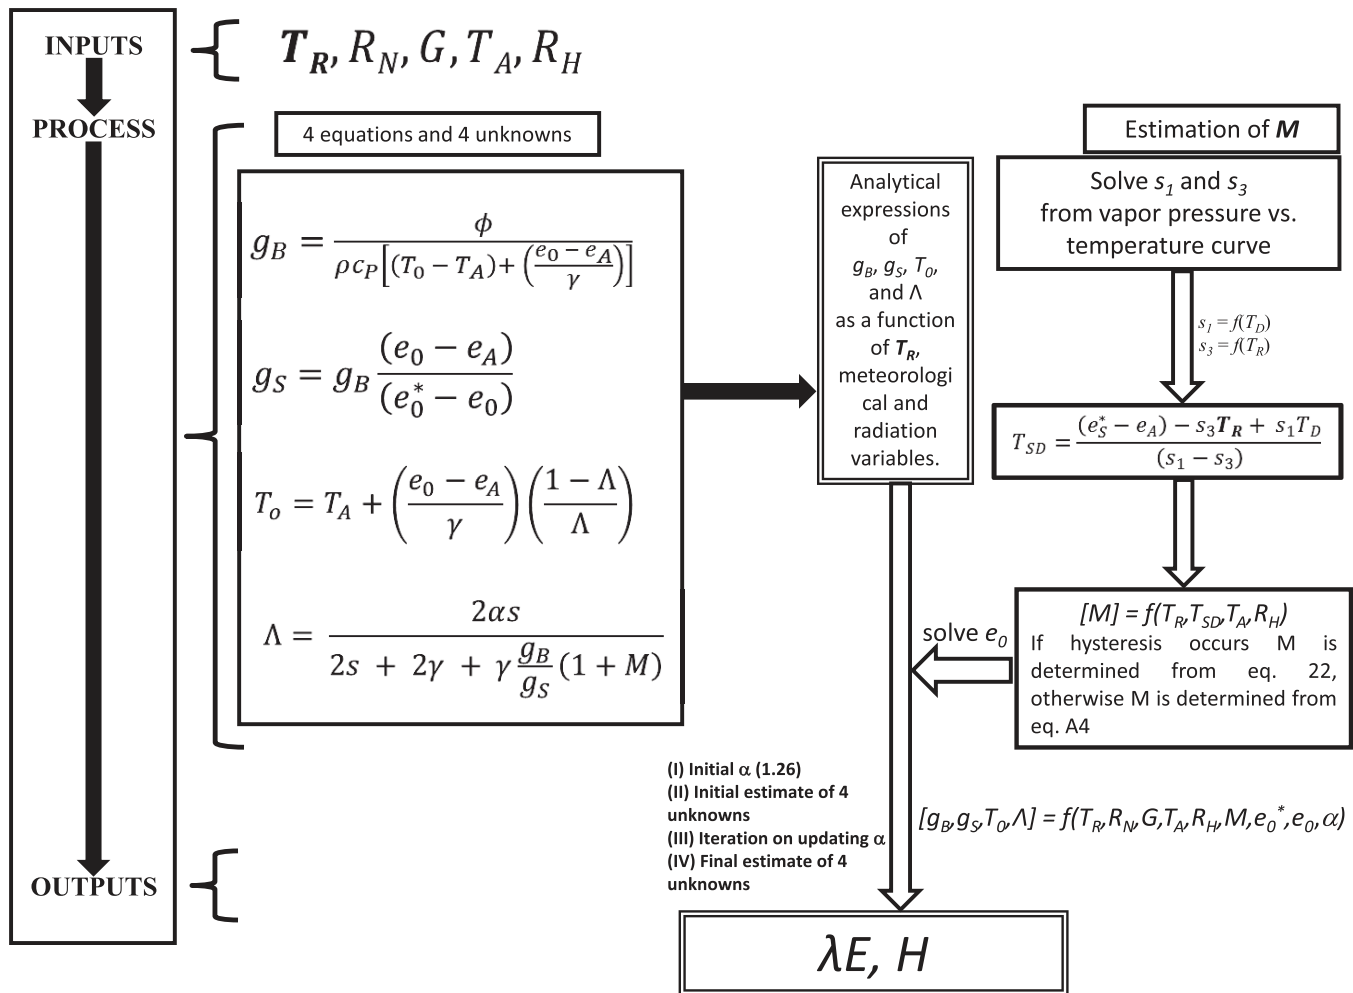 INPUTS
T_R, R_N, G, T_A, R_H
PROCESS
4 equations and 4 unknowns
g_B = ϕ / ρc_P[(T_0 − T_A)+ ((e_0 − e_A)/γ)]
g_S = g_B (e_0 − e_A) / (e_0^* − e_0)
T_o = T_A + ((e_0 − e_A)/γ) ((1 − Λ)/Λ)
Λ = 2αs / (2s + 2γ + γ (g_B/g_S) (1 + M))
Analytical
expressions
of
g_B, g_S, T_0,
and Λ
as a function
of T_R,
meteorologi
cal and
radiation
variables.
Estimation of M
Solve s_1 and s_3
from vapor pressure vs.
temperature curve
s_1 = f(T_D)
s_3 = f(T_R)
T_SD = ((e_S^* − e_A) − s_3T_R + s_1T_D) / (s_1 − s_3)
[M] = f(T_R,T_SD,T_A,R_H)
If hysteresis occurs M is
determined from eq. 22,
otherwise M is determined from
eq. A4
solve e_0
(I) Initial α (1.26)
(II) Initial estimate of 4
unknowns
(III) Iteration on updating α
(IV) Final estimate of 4
unknowns
[g_B,g_S,T_0,Λ] = f(T_R,R_N,G,T_A,R_H,M,e_0^*,e_0,α)
OUTPUTS
λE, H